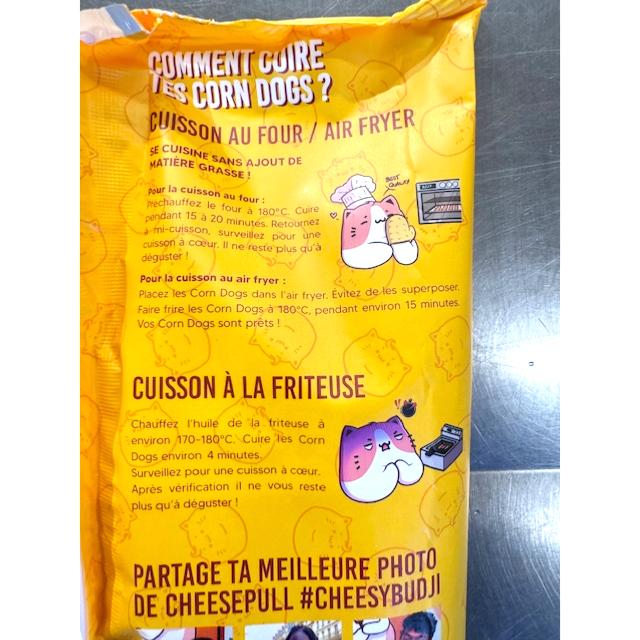 COMMENT CUIRE
TES CORN DOGS ?
CUISSON AU FOUR / AIR FRYER
SE CUISINE SANS AJOUT DE
MATIÈRE GRASSE !
BEST
QUALITY
Pour la cuisson au four :
Préchauffez le four à 180°C. Cuire
pendant 15 à 20 minutes. Retournez
à mi-cuisson, surveillez pour une
cuisson à cœur. Il ne reste plus qu'à
déguster !
Pour la cuisson au air fryer :
Placez les Corn Dogs dans l'air fryer. Évitez de les superposer.
Faire frire les Corn Dogs à 180°C, pendant environ 15 minutes.
Vos Corn Dogs sont prêts !
CUISSON À LA FRITEUSE
Chauffez l'huile de la friteuse à
environ 170-180°C. Cuire les Corn
Dogs environ 4 minutes.
Surveillez pour une cuisson à cœur.
Après vérification il ne vous reste
plus qu'à déguster !
PARTAGE TA MEILLEURE PHOTO
DE CHEESEPULL #CHEESYBUDJI